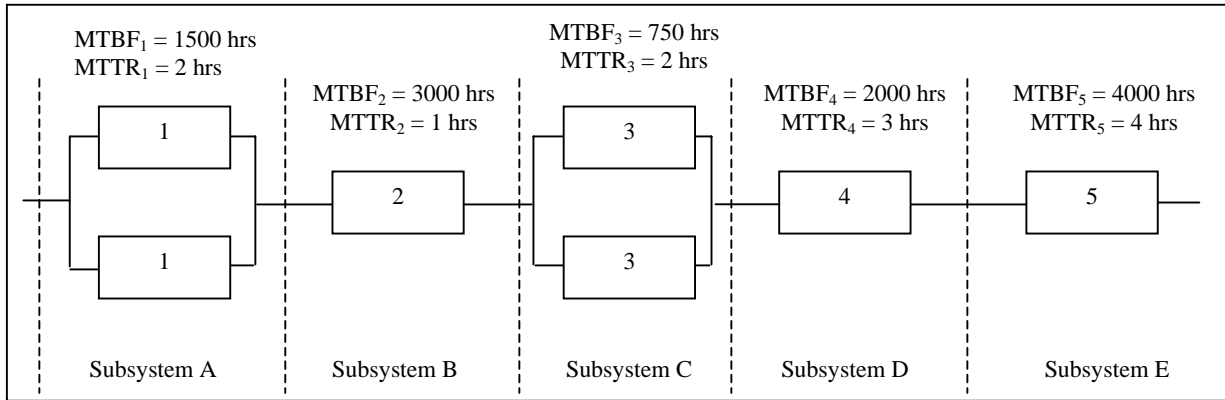 MTBF₁ = 1500 hrs
MTTR₁ = 2 hrs
MTBF₃ = 750 hrs
MTTR₃ = 2 hrs
MTBF₂ = 3000 hrs
MTTR₂ = 1 hrs
MTBF₄ = 2000 hrs
MTTR₄ = 3 hrs
MTBF₅ = 4000 hrs
MTTR₅ = 4 hrs
1
3
2
4
5
1
3
Subsystem A
Subsystem B
Subsystem C
Subsystem D
Subsystem E